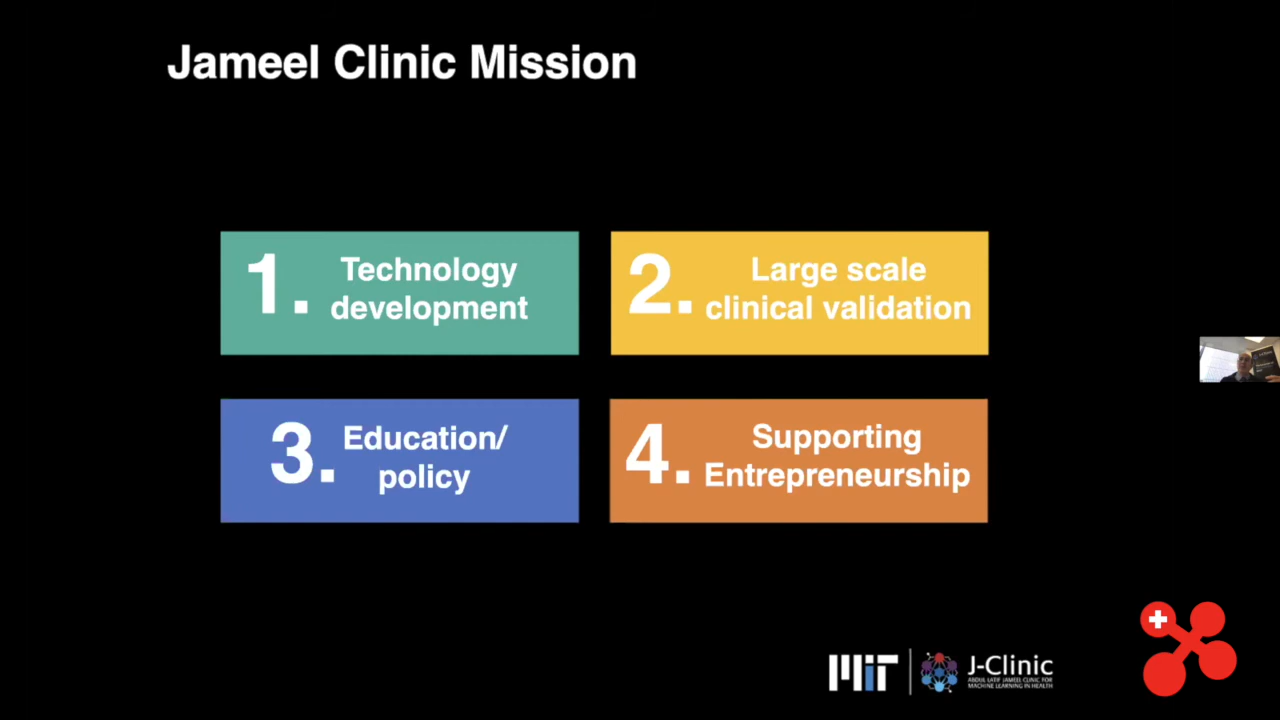 Jameel Clinic Mission
1. Technology
development
2. Large scale
clinical validation
3. Education/
policy
4. Supporting
Entrepreneurship
MIT
J-Clinic
ABDUL LATIF JAMEEL CLINIC FOR
MACHINE LEARNING IN HEALTH